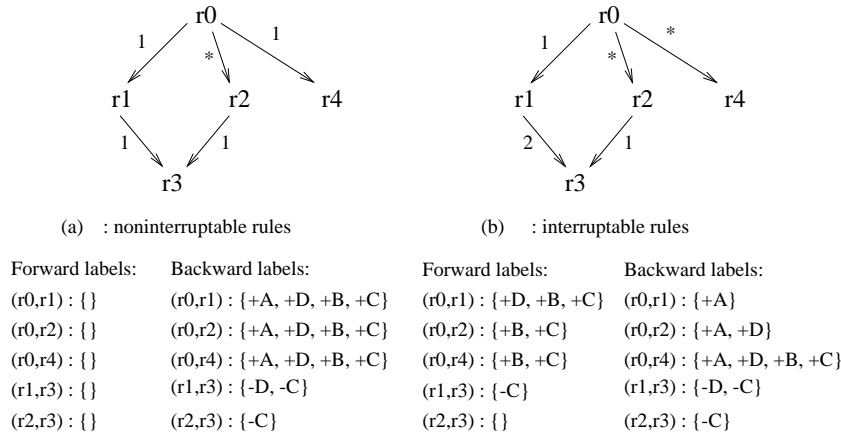 r0 r0
1 * 1 1 * *
r1 r2 r4 r1 r2 r4
1 1 2 1
r3 r3
(a) : noninterruptable rules (b) : interruptable rules
Forward labels: Backward labels: Forward labels: Backward labels:
(r0,r1) : {} (r0,r1) : {+A, +D, +B, +C} (r0,r1) : {+D, +B, +C} (r0,r1) : {+A}
(r0,r2) : {} (r0,r2) : {+A, +D, +B, +C} (r0,r2) : {+B, +C} (r0,r2) : {+A, +D}
(r0,r4) : {} (r0,r4) : {+A, +D, +B, +C} (r0,r4) : {+B, +C} (r0,r4) : {+A, +D, +B, +C}
(r1,r3) : {} (r1,r3) : {-D, -C} (r1,r3) : {-C} (r1,r3) : {-D, -C}
(r2,r3) : {} (r2,r3) : {-C} (r2,r3) : {} (r2,r3) : {-C}